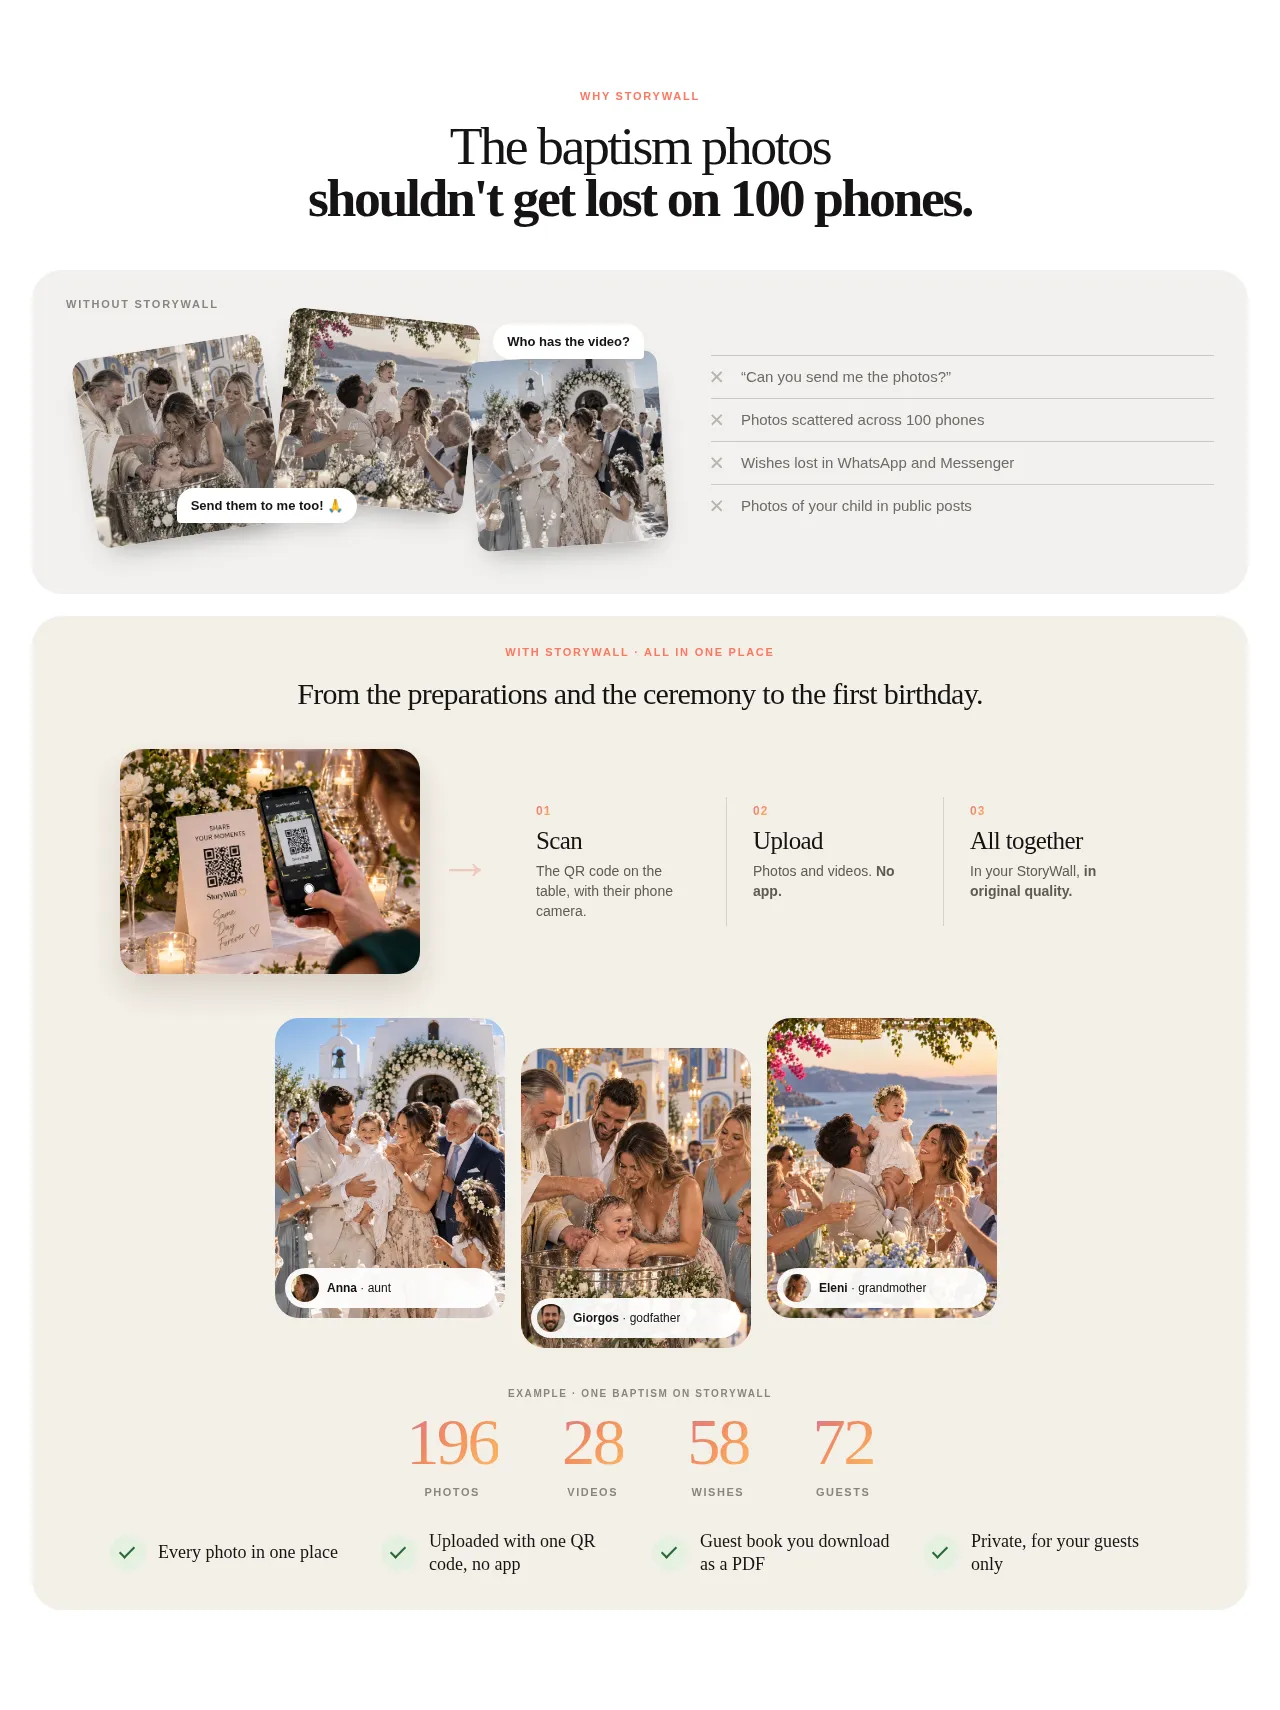 WHY STORYWALL
The baptism photos
shouldn't get lost on 100 phones.
WITHOUT STORYWALL
Who has the video?
Send them to me too! 🙏
“Can you send me the photos?”
Photos scattered across 100 phones
Wishes lost in WhatsApp and Messenger
Photos of your child in public posts
WITH STORYWALL · ALL IN ONE PLACE
From the preparations and the ceremony to the first birthday.
SHARE
YOUR MOMENTS
StoryWall
Same
Day
Forever
→
01
Scan
The QR code on the
table, with their phone
camera.
02
Upload
Photos and videos. No
app.
03
All together
In your StoryWall, in
original quality.
Anna · aunt
Giorgos · godfather
Eleni · grandmother
EXAMPLE · ONE BAPTISM ON STORYWALL
196
PHOTOS
28
VIDEOS
58
WISHES
72
GUESTS
Every photo in one place
Uploaded with one QR
code, no app
Guest book you download
as a PDF
Private, for your guests
only